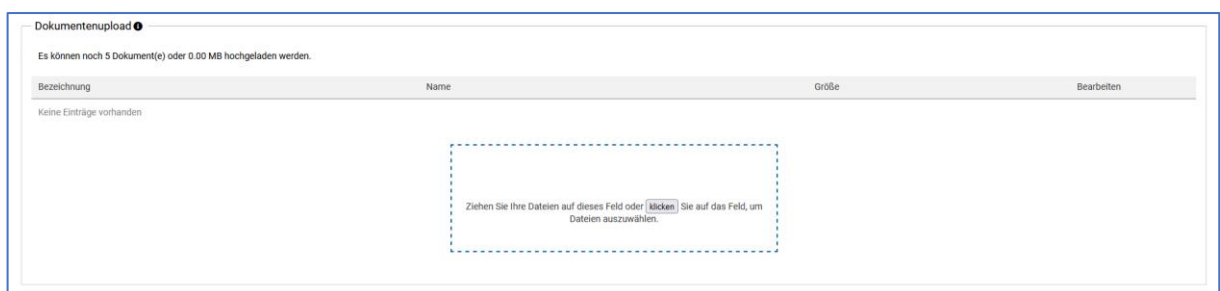 Dokumentenupload
Es können noch 5 Dokument(e) oder 0.00 MB hochgeladen werden.
Bezeichnung Name Größe Bearbeiten
Keine Einträge vorhanden
Ziehen Sie Ihre Dateien auf dieses Feld oder klicken Sie auf das Feld, um
Dateien auszuwählen.